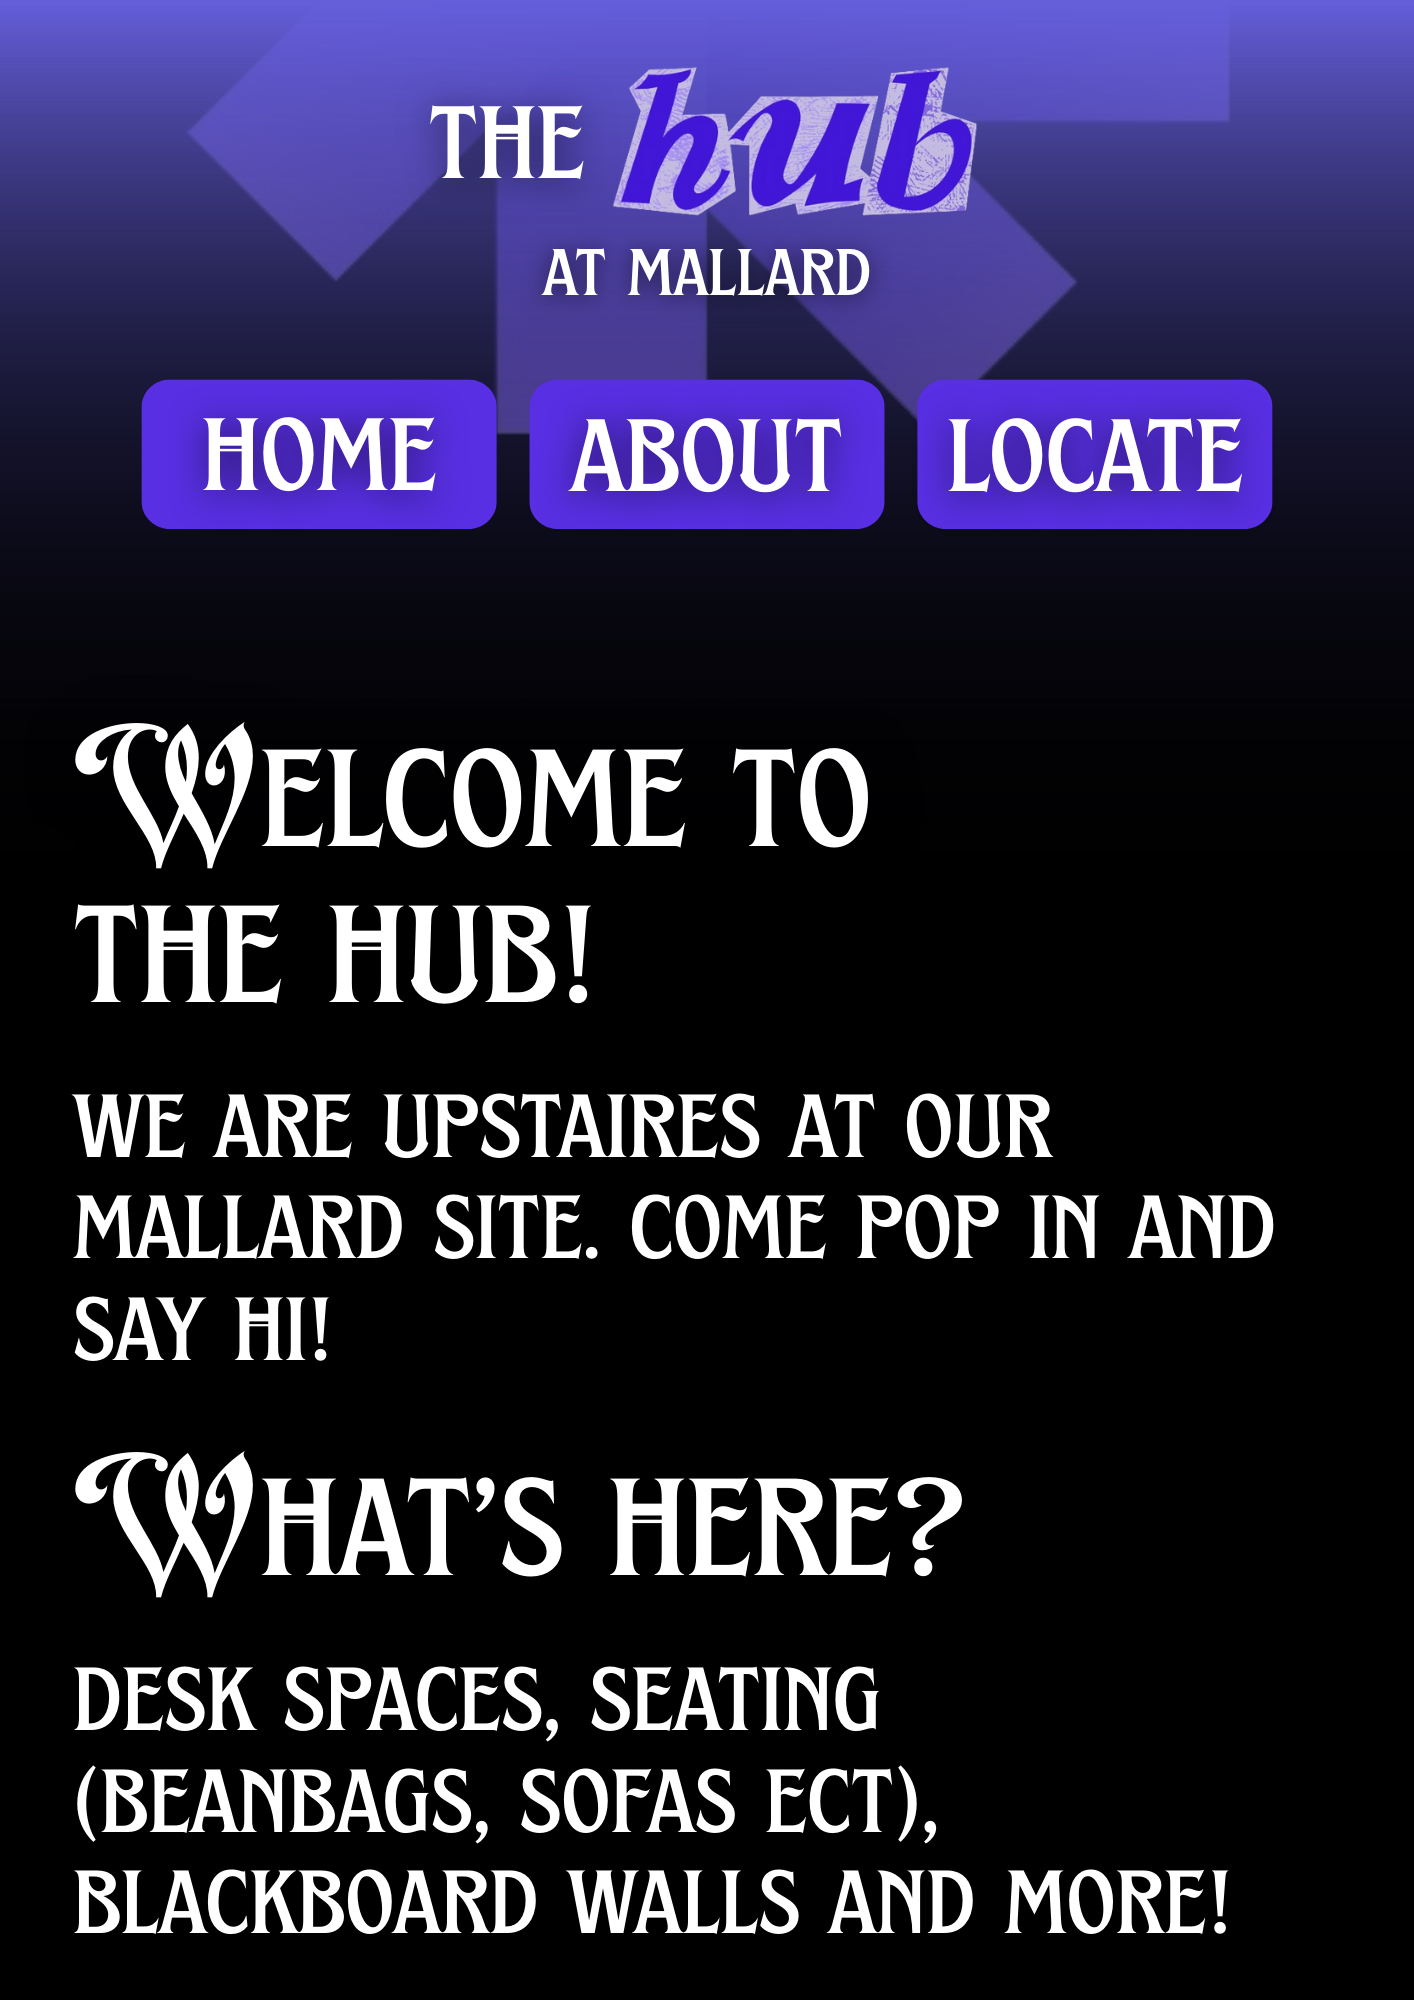 THE hub
AT MALLARD
HOME ABOUT LOCATE
WELCOME TO
THE HUB!
WE ARE UPSTAIRES AT OUR
MALLARD SITE. COME POP IN AND
SAY HI!
WHAT'S HERE?
DESK SPACES, SEATING
(BEANBAGS, SOFAS ECT),
BLACKBOARD WALLS AND MORE!